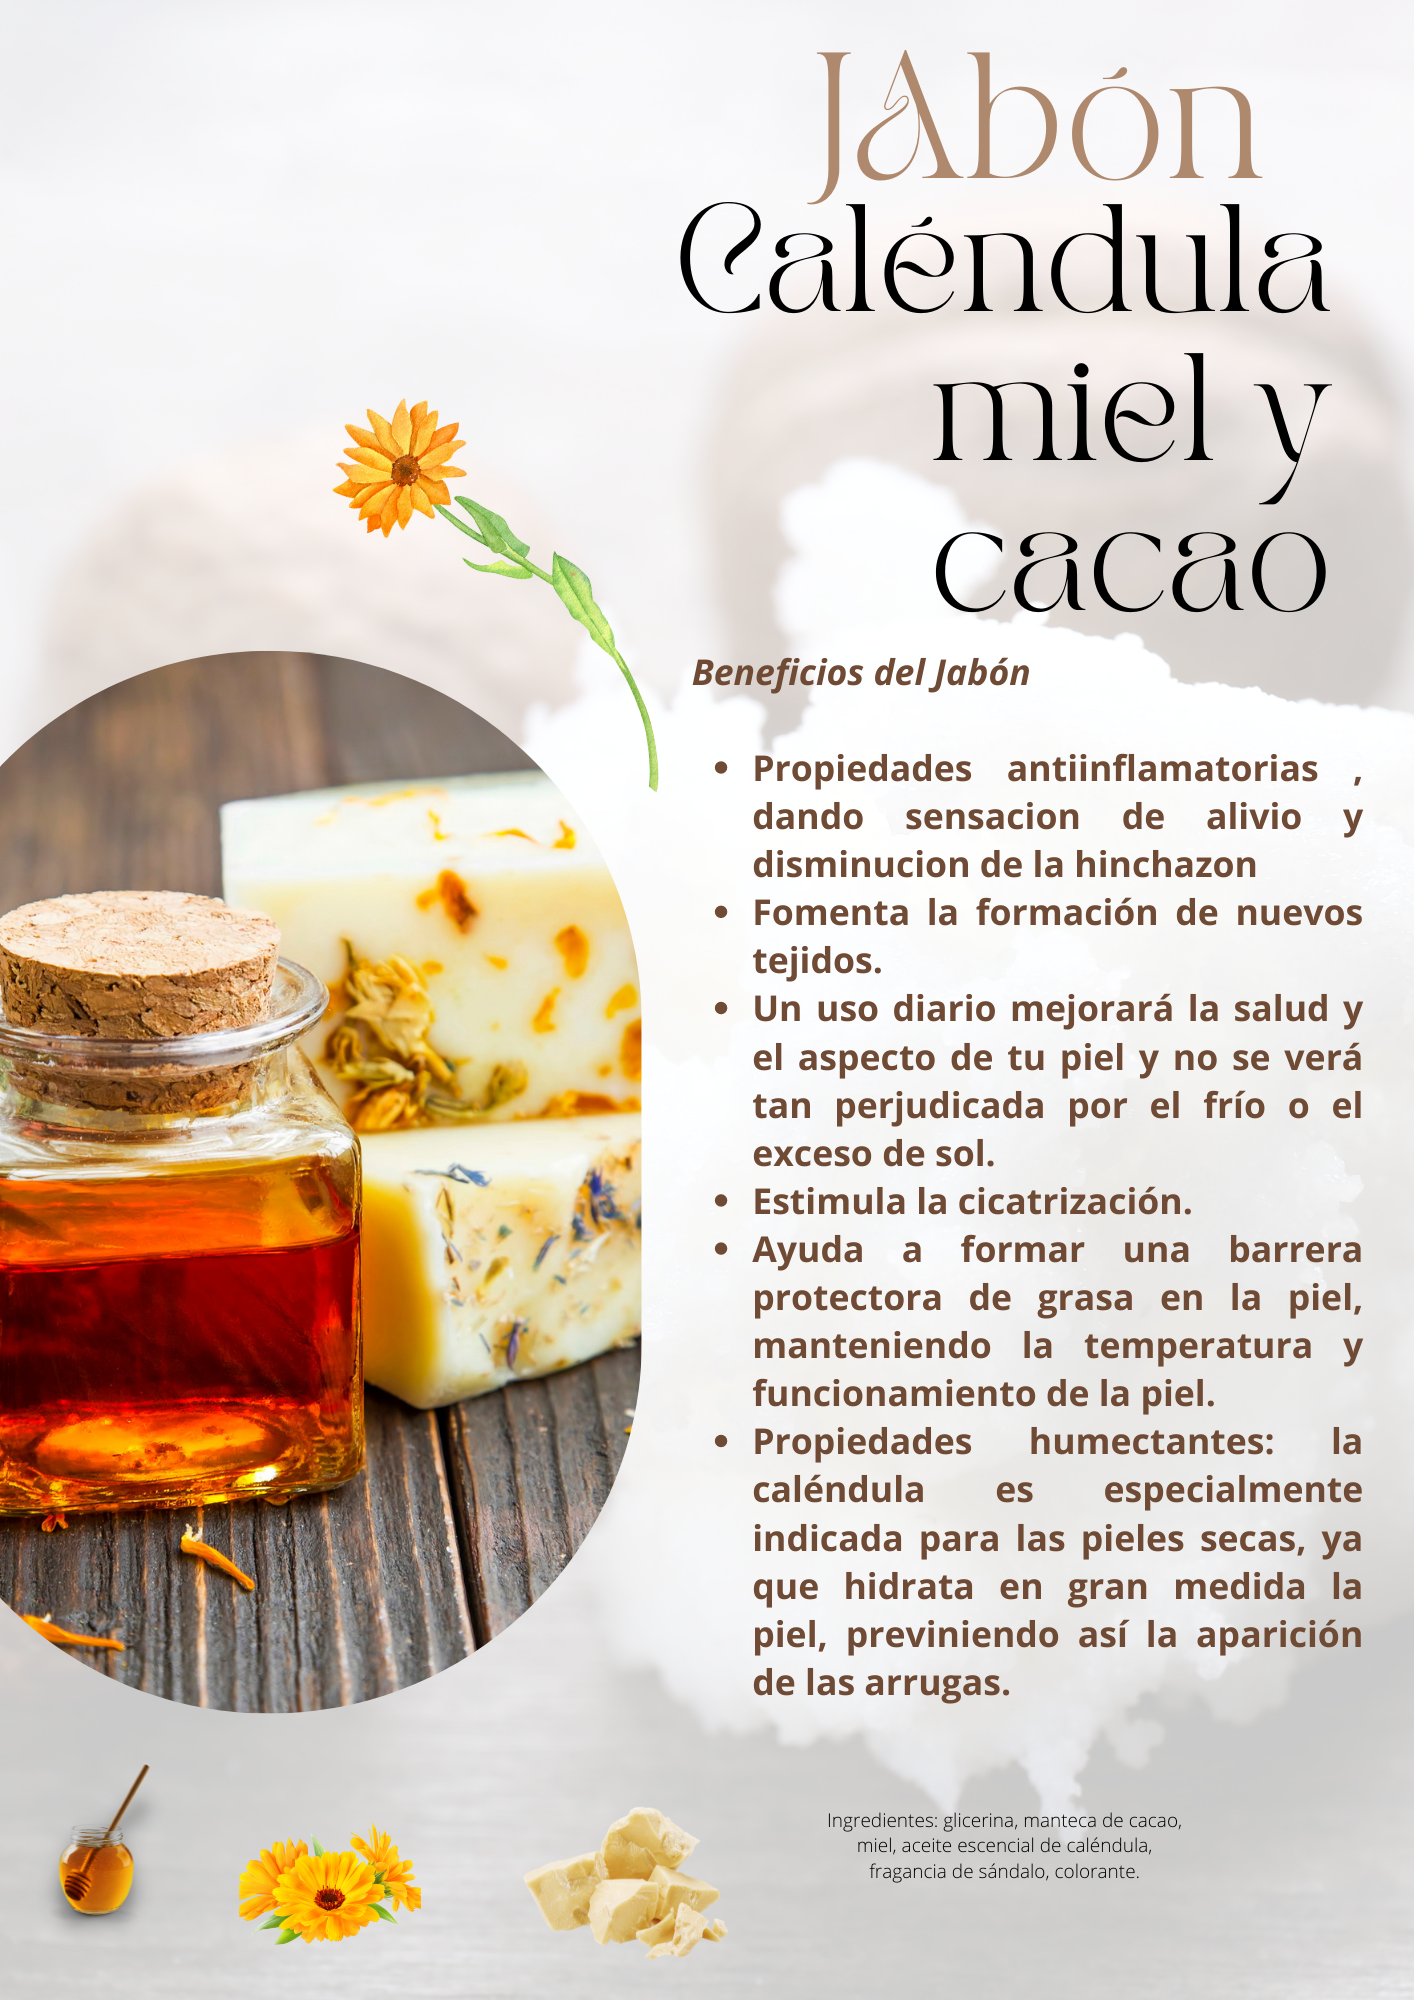 JAbón
Caléndula
miel y
cacao
Beneficios del Jabón
• Propiedades antiinflamatorias ,
dando sensacion de alivio y
disminucion de la hinchazon
• Fomenta la formación de nuevos
tejidos.
• Un uso diario mejorará la salud y
el aspecto de tu piel y no se verá
tan perjudicada por el frío o el
exceso de sol.
• Estimula la cicatrización.
• Ayuda a formar una barrera
protectora de grasa en la piel,
manteniendo la temperatura y
funcionamiento de la piel.
• Propiedades humectantes: la
caléndula es especialmente
indicada para las pieles secas, ya
que hidrata en gran medida la
piel, previniendo así la aparición
de las arrugas.
Ingredientes: glicerina, manteca de cacao,
miel, aceite escencial de caléndula,
fragancia de sándalo, colorante.